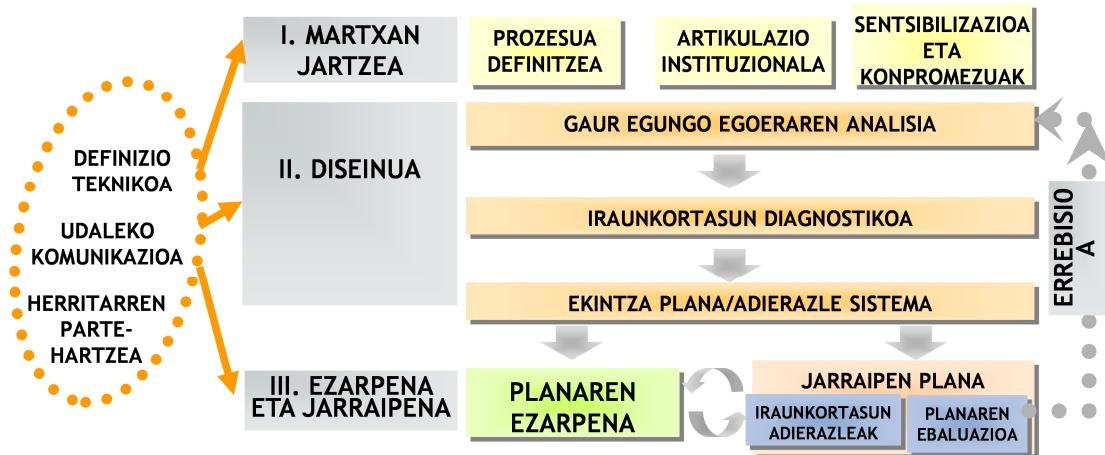 I. MARTXAN
JARTZEA
PROZESUA
DEFINITZEA
ARTIKULAZIO
INSTITUZIONALA
SENTSIBILIZAZIOA
ETA
KONPROMEZUAK
DEFINIZIO
TEKNIKOA
UDALEKO
KOMUNIKAZIOA
HERRITARREN
PARTE-
HARTZEA
II. DISEINUA
GAUR EGUNGO EGOERAREN ANALISIA
IRAUNKORTASUN DIAGNOSTIKOA
EKINTZA PLANA/ADIERAZLE SISTEMA
ERREBISIO
A
III. EZARPENA
ETA JARRAIPENA
PLANAREN
EZARPENA
JARRAIPEN PLANA
IRAUNKORTASUN
ADIERAZLEAK
PLANAREN
EBALUAZIOA